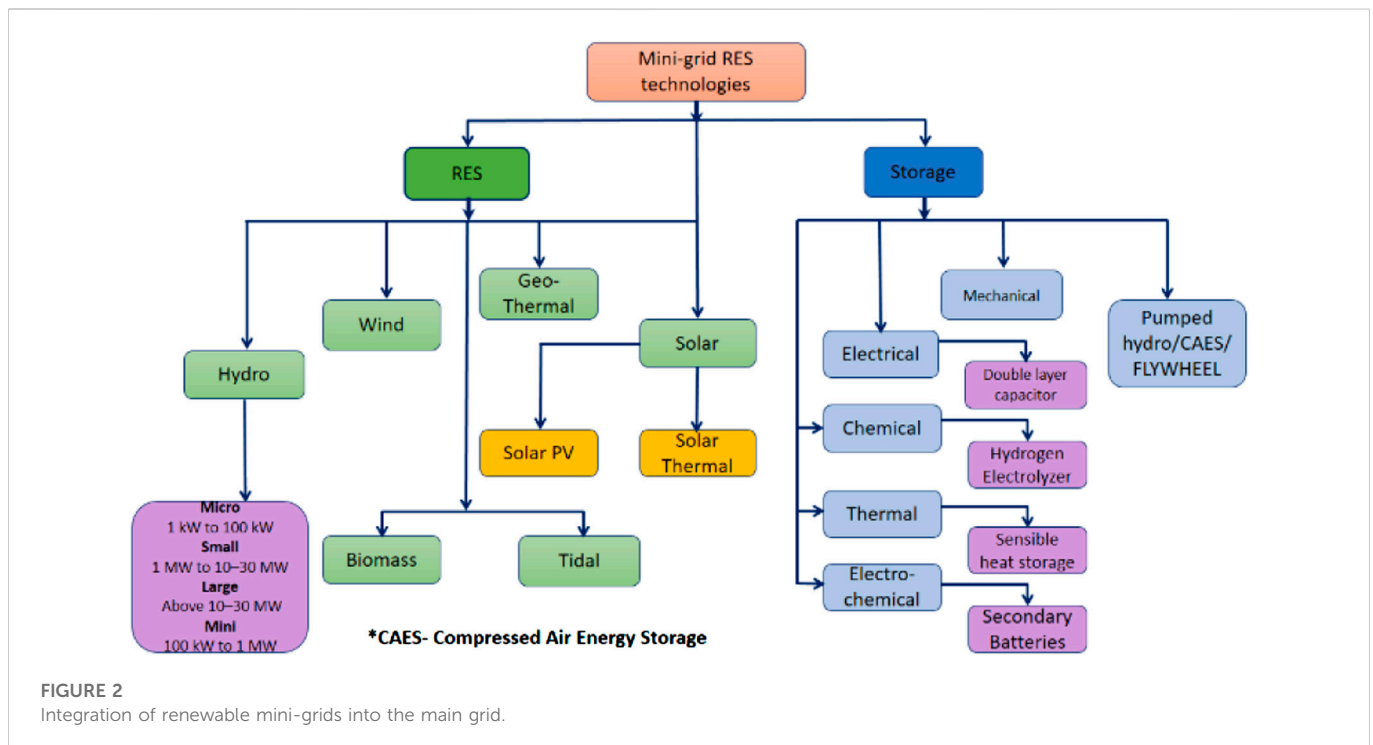 Mini-grid RES
technologies
RES
Storage
Geo-
Thermal
Wind
Solar
Hydro
Solar PV
Solar
Thermal
Micro
1 kW to 100 kW
Small
1 MW to 10–30 MW
Large
Above 10–30 MW
Mini
100 kW to 1 MW
Biomass
Tidal
Mechanical
Pumped
hydro/CAES/
FLYWHEEL
Electrical
Double layer
capacitor
Chemical
Hydrogen
Electrolyzer
Thermal
Sensible
heat storage
Electro-
chemical
Secondary
Batteries
*CAES- Compressed Air Energy Storage
FIGURE 2
Integration of renewable mini-grids into the main grid.